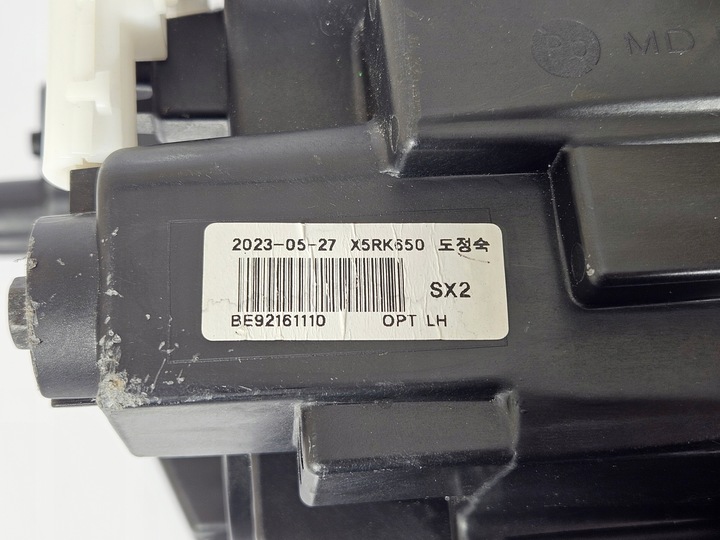 MD
2023-05-27 X5RK650 도정숙
SX2
BE92161110 OPT LH